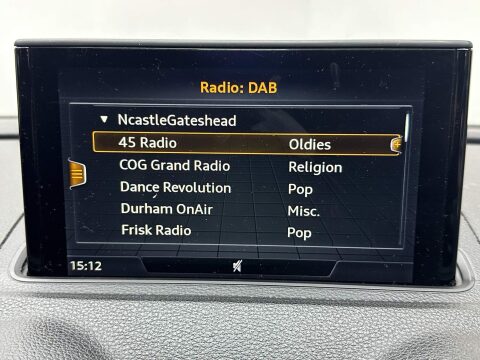 Radio: DAB
NcastleGateshead
45 Radio Oldies
COG Grand Radio Religion
Dance Revolution Pop
Durham OnAir Misc.
Frisk Radio Pop
15:12